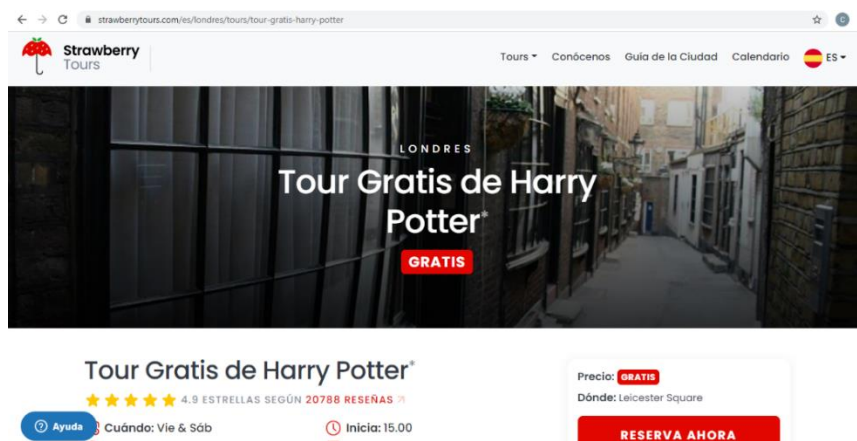 strawberrytours.com/es/londres/tours/tour-gratis-harry-potter
Strawberry
Tours
Tours Conócenos Guía de la Ciudad Calendario ES
LONDRES
Tour Gratis de Harry
Potter*
GRATIS
Tour Gratis de Harry Potter*
4.9 ESTRELLAS SEGÚN 20788 RESEÑAS
Cuándo: Vie & Sáb
Inicia: 15.00
Precio: GRATIS
Dónde: Leicester Square
RESERVA AHORA
Ayuda
C